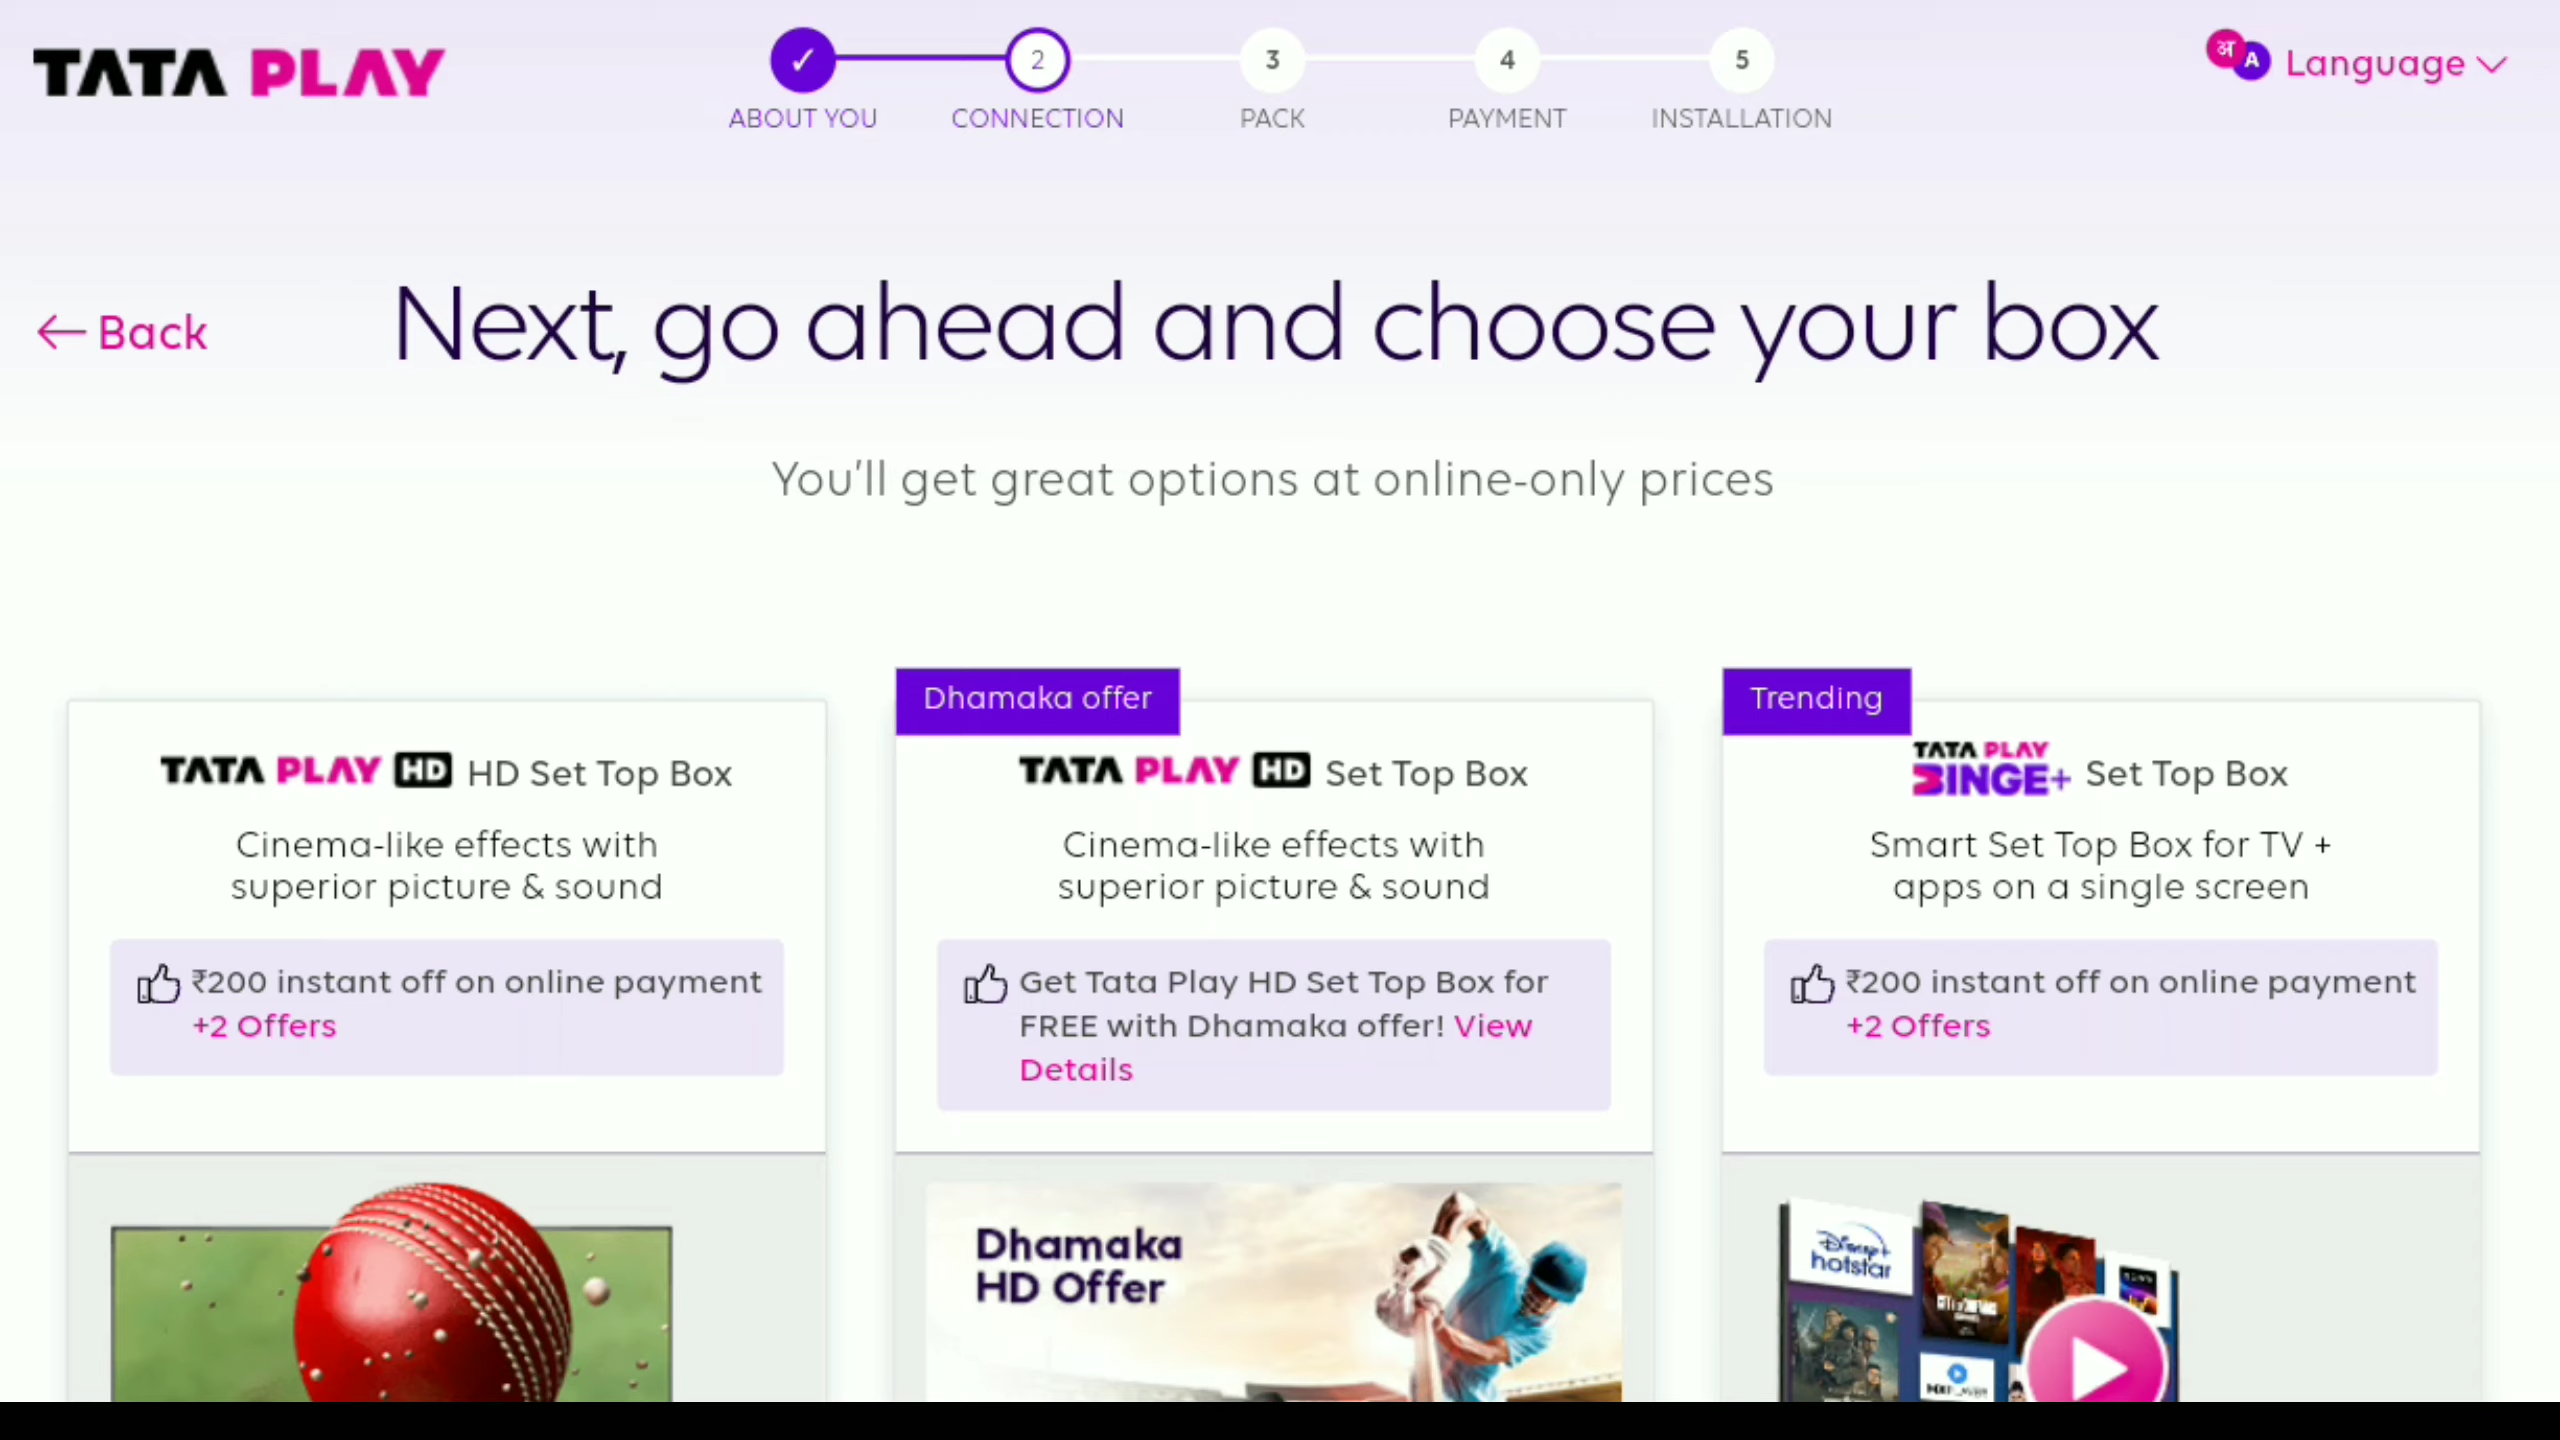 TATA PLAY
✓
2
3
4
5
ABOUT YOU
CONNECTION
PACK
PAYMENT
INSTALLATION
अ A Language
Back
Next, go ahead and choose your box
You'll get great options at online-only prices
TATA PLAY HD HD Set Top Box
Cinema-like effects with
superior picture & sound
₹200 instant off on online payment
+2 Offers
Dhamaka offer
TATA PLAY HD Set Top Box
Cinema-like effects with
superior picture & sound
Get Tata Play HD Set Top Box for
FREE with Dhamaka offer! View
Details
Dhamaka
HD Offer
Trending
TATA PLAY
BINGE+ Set Top Box
Smart Set Top Box for TV +
apps on a single screen
₹200 instant off on online payment
+2 Offers
Disney+
hotstar